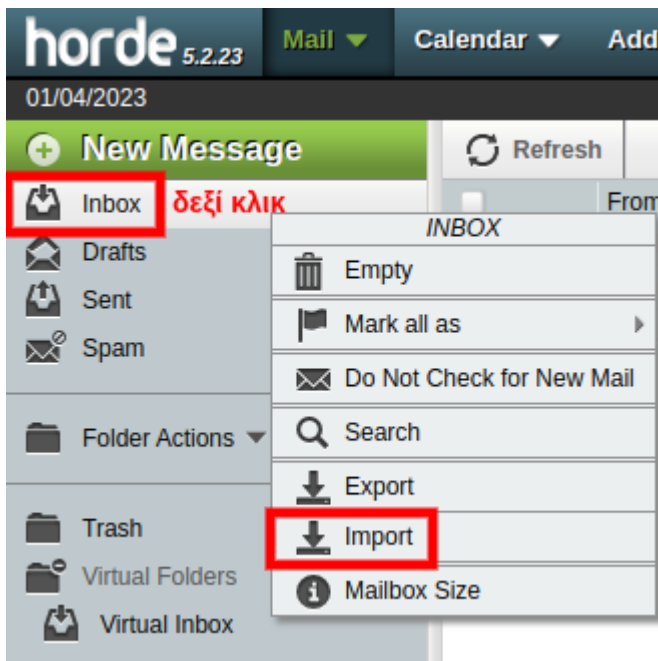 horde 5.2.23 Mail Calendar Add
01/04/2023
New Message Refresh
Inbox δεξί κλικ From
INBOX
Drafts
Empty
Sent
Mark all as
Spam
Do Not Check for New Mail
Folder Actions
Search
Export
Trash
Import
Virtual Folders
Mailbox Size
Virtual Inbox